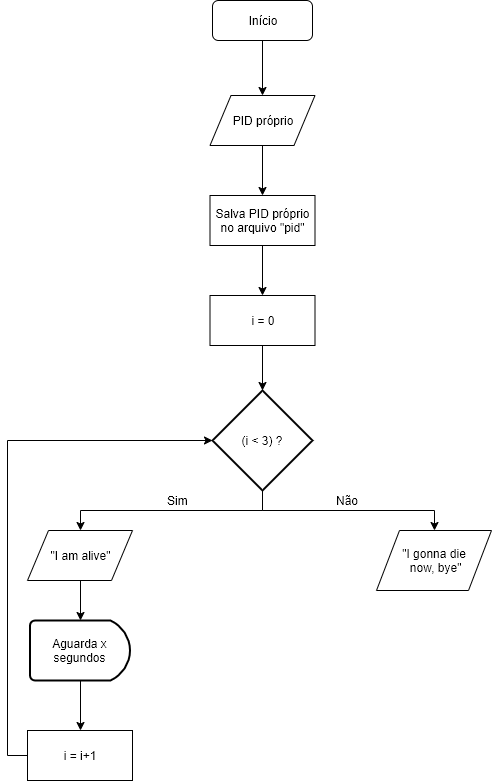 Início
PID próprio
Salva PID próprio
no arquivo "pid"
i = 0
(i < 3) ?
Sim
Não
"I am alive"
"I gonna die
now, bye"
Aguarda x
segundos
i = i+1